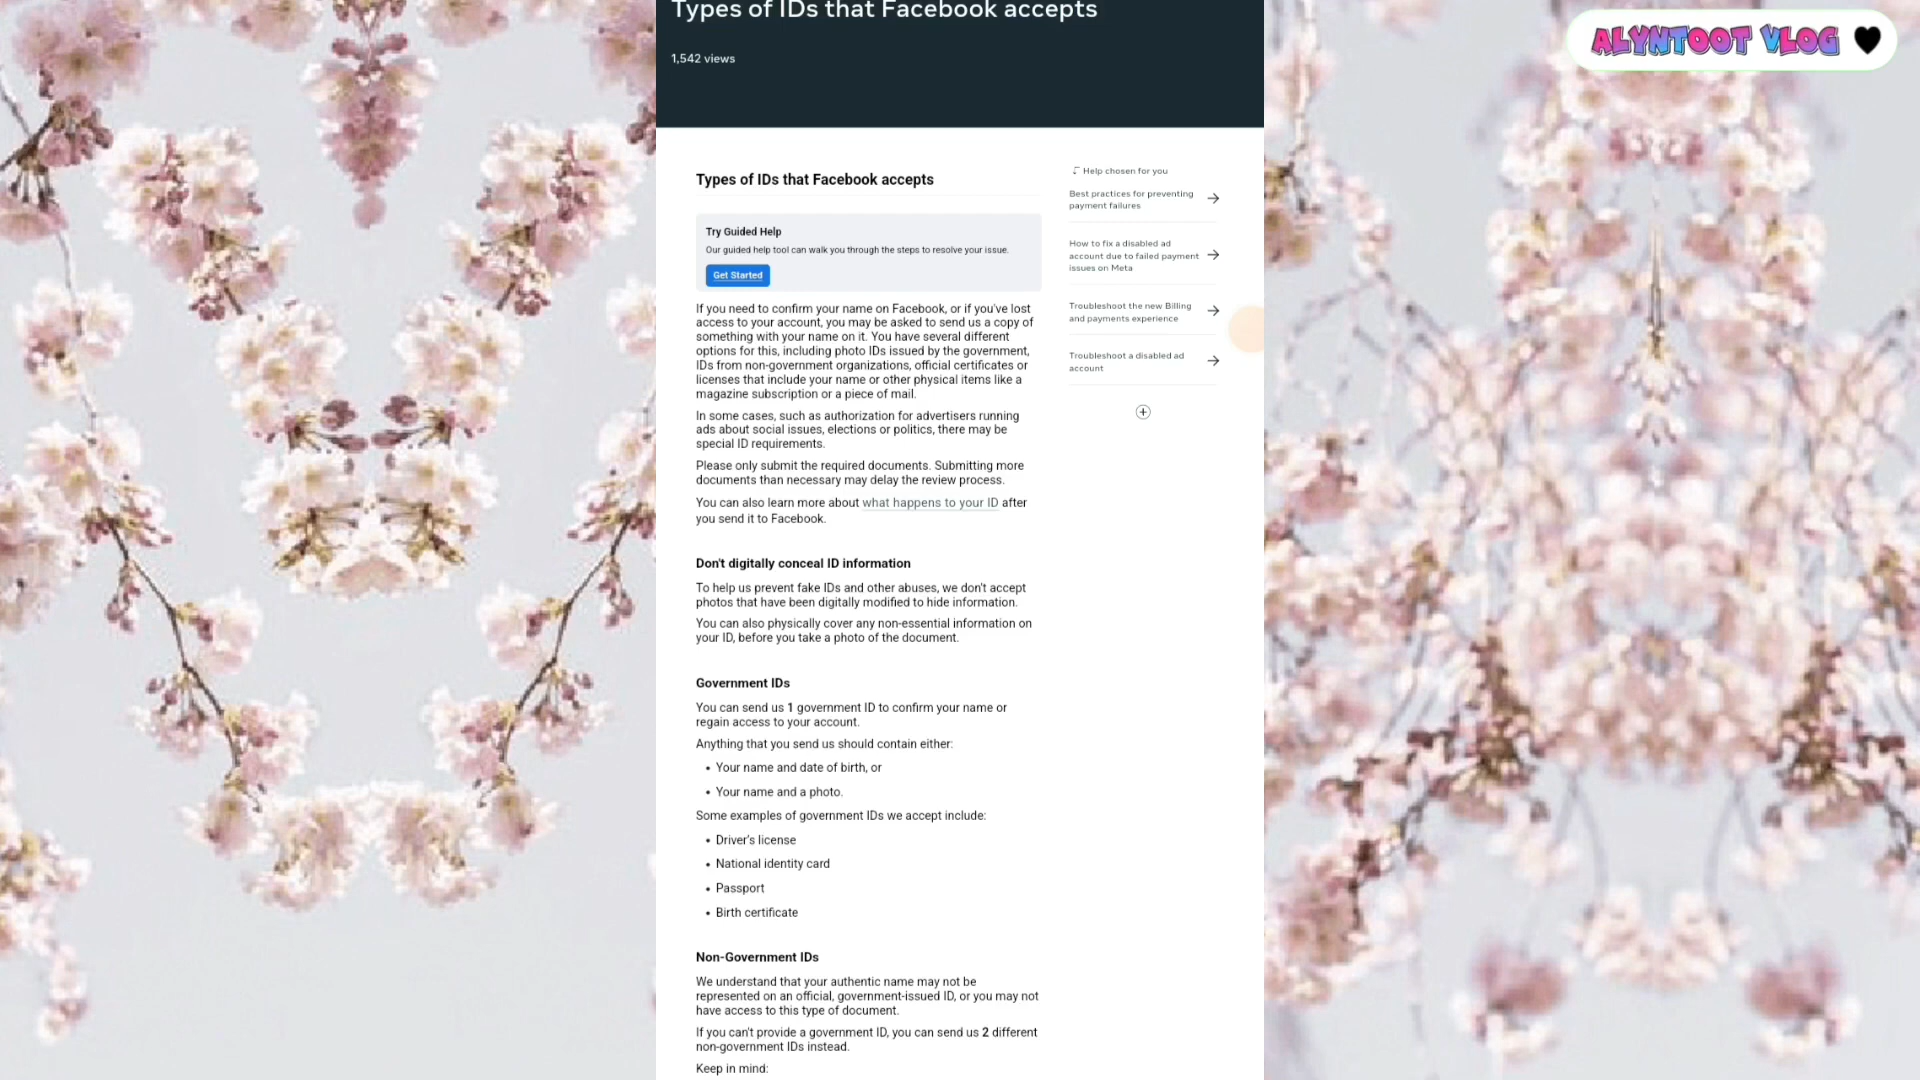 Types of IDs that Facebook accepts
1,542 views
ALYNTOOT VLOG
Types of IDs that Facebook accepts
Try Guided Help
Our guided help tool can walk you through the steps to resolve your issue.
Get Started
If you need to confirm your name on Facebook, or if you've lost
access to your account, you may be asked to send us a copy of
something with your name on it. You have several different
options for this, including photo IDs issued by the government,
IDs from non-government organizations, official certificates or
licenses that include your name or other physical items like a
magazine subscription or a piece of mail.
In some cases, such as authorization for advertisers running
ads about social issues, elections or politics, there may be
special ID requirements.
Please only submit the required documents. Submitting more
documents than necessary may delay the review process.
You can also learn more about what happens to your ID after
you send it to Facebook.
Don't digitally conceal ID information
To help us prevent fake IDs and other abuses, we don't accept
photos that have been digitally modified to hide information.
You can also physically cover any non-essential information on
your ID, before you take a photo of the document.
Government IDs
You can send us 1 government ID to confirm your name or
regain access to your account.
Anything that you send us should contain either:
• Your name and date of birth, or
• Your name and a photo.
Some examples of government IDs we accept include:
• Driver's license
• National identity card
• Passport
• Birth certificate
Non-Government IDs
We understand that your authentic name may not be
represented on an official, government-issued ID, or you may not
have access to this type of document.
If you can't provide a government ID, you can send us 2 different
non-government IDs instead.
Keep in mind:
Help chosen for you
Best practices for preventing
payment failures
How to fix a disabled ad
account due to failed payment
issues on Meta
Troubleshoot the new Billing
and payments experience
Troubleshoot a disabled ad
account